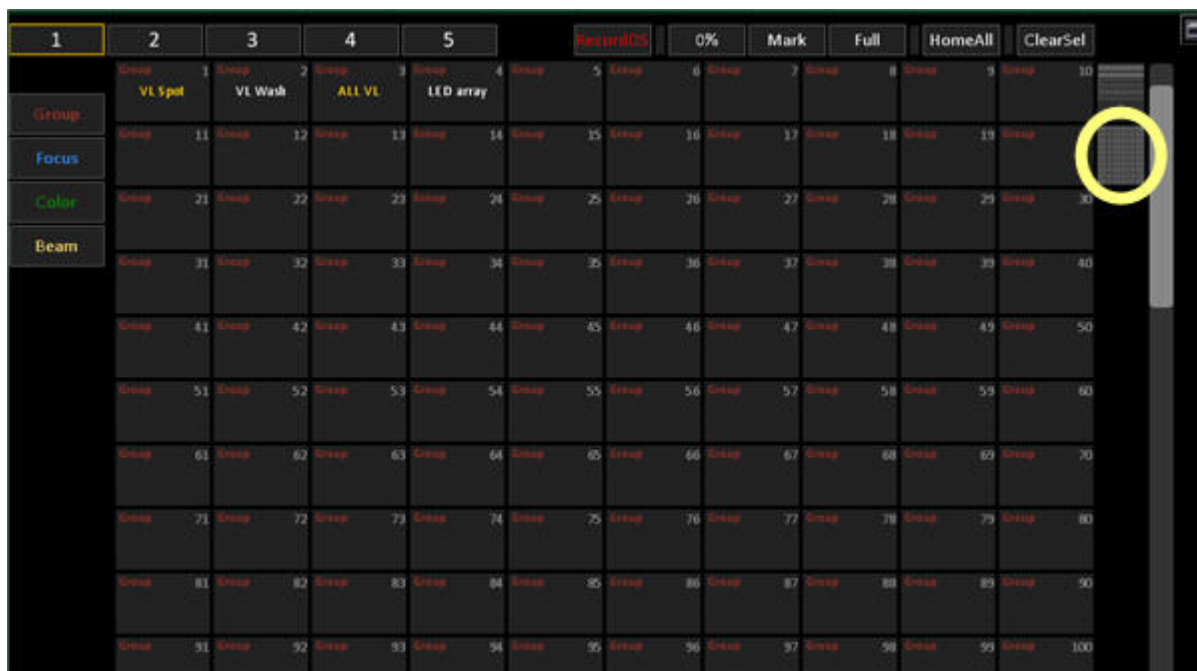 1 2 3 4 5 RecordDS 0% Mark Full HomeAll ClearSel
Group 1 Group 2 Group 3 Group 4 Group 5 Group 6 Group 7 Group 8 Group 9 Group 10
VL Spot VL Wash ALL VL LED array
Group
Group 11 Group 12 Group 13 Group 14 Group 15 Group 16 Group 17 Group 18 Group 19 Group
Focus
Color
Group 21 Group 22 Group 23 Group 24 Group 25 Group 26 Group 27 Group 28 Group 29 Group 30
Beam
Group 31 Group 32 Group 33 Group 34 Group 35 Group 36 Group 37 Group 38 Group 39 Group 40
Group 41 Group 42 Group 43 Group 44 Group 45 Group 46 Group 47 Group 48 Group 49 Group 50
Group 51 Group 52 Group 53 Group 54 Group 55 Group 56 Group 57 Group 58 Group 59 Group 60
Group 61 Group 62 Group 63 Group 64 Group 65 Group 66 Group 67 Group 68 Group 69 Group 70
Group 71 Group 72 Group 73 Group 74 Group 75 Group 76 Group 77 Group 78 Group 79 Group 80
Group 81 Group 82 Group 83 Group 84 Group 85 Group 86 Group 87 Group 88 Group 89 Group 90
Group 91 Group 92 Group 93 Group 94 Group 95 Group 96 Group 97 Group 98 Group 99 Group 100